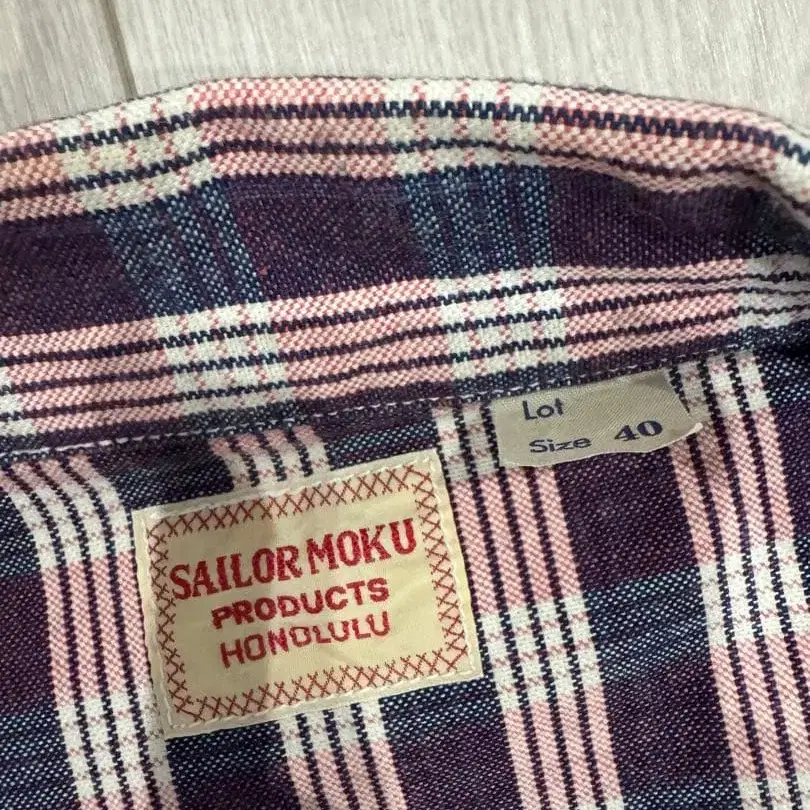 Lot
Size 40
SAILOR MOKU
PRODUCTS
HONOLULU